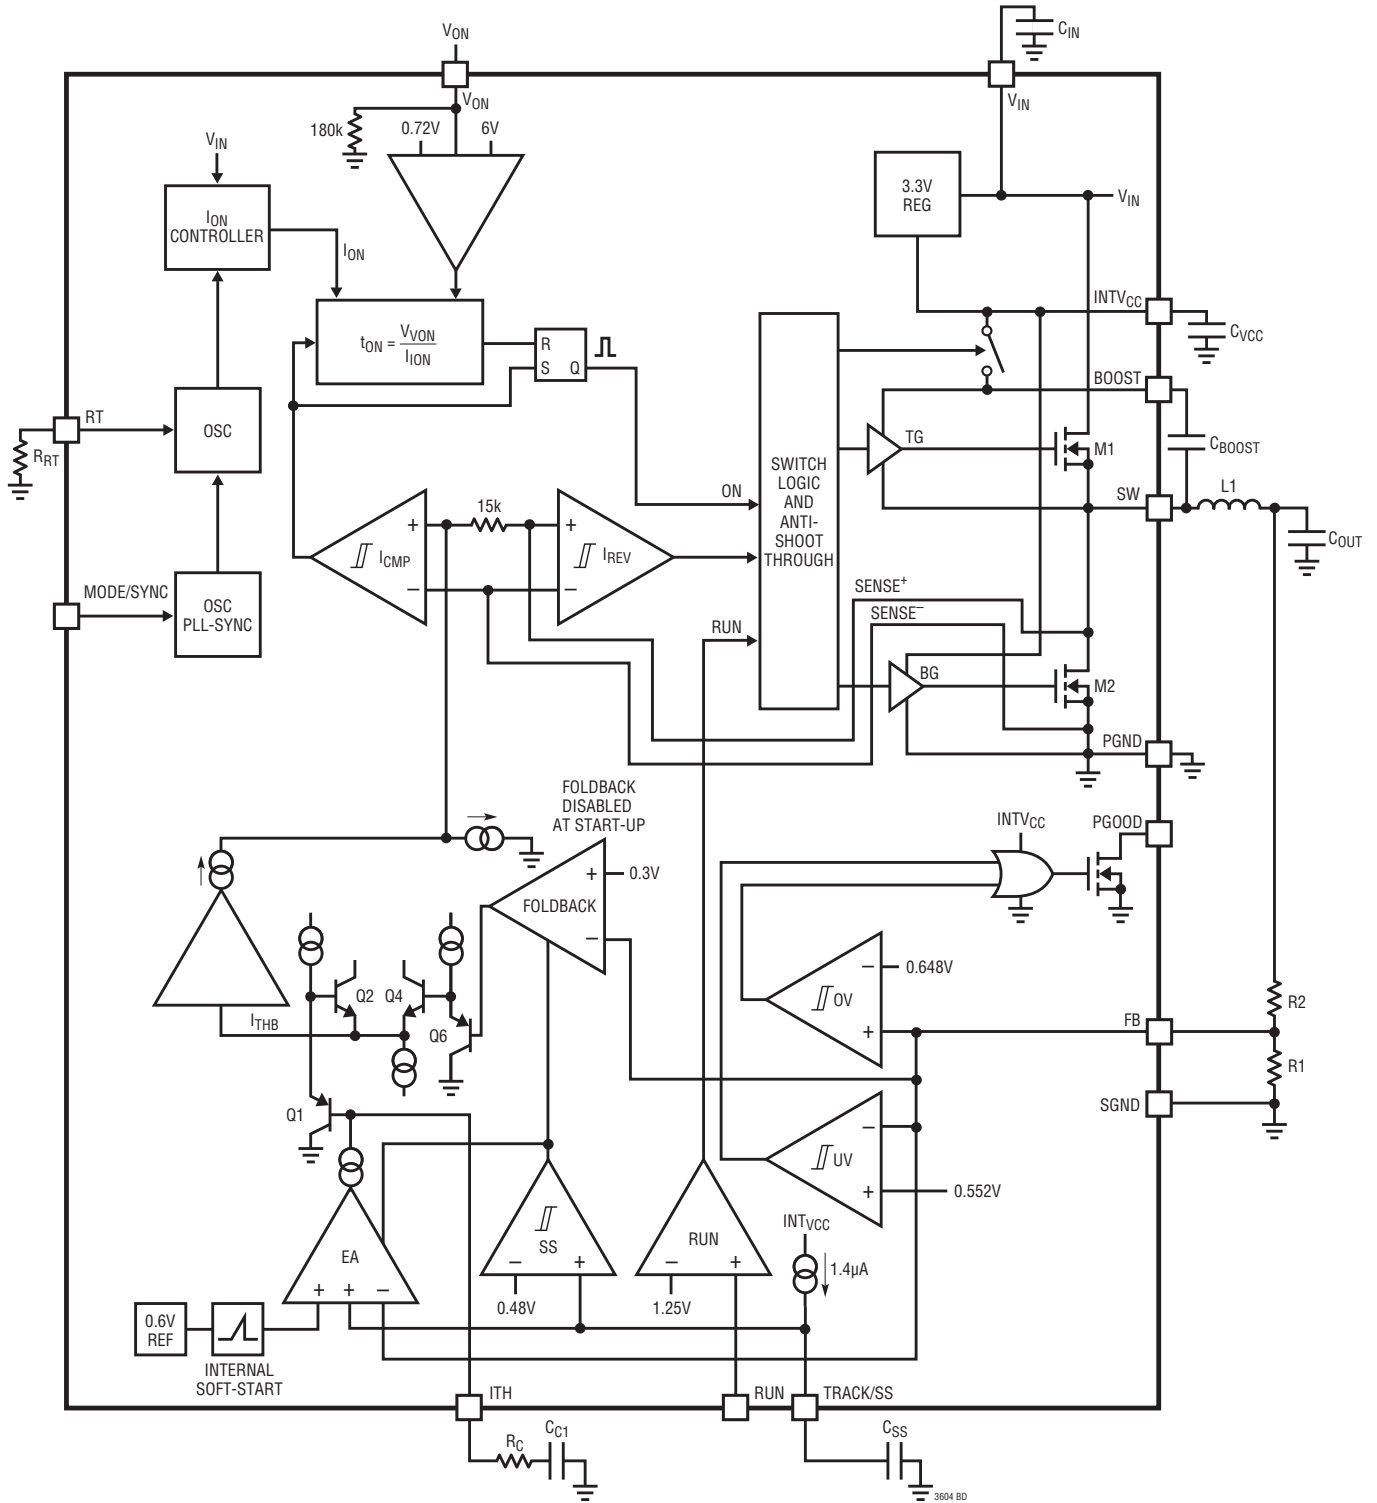 VON
CIN
VON
VIN
180k
0.72V
6V
VIN
3.3V
REG
VIN
ION
CONTROLLER
ION
INTVCC
CVCC
tON = VVON
IION
R
S Q
BOOST
RT
OSC
RRT
TG
M1
CBOOST
SWITCH
LOGIC
AND
ANTI-
SHOOT
THROUGH
ON
SW
L1
15k
COUT
+
ICMP
–
+
IREV
–
MODE/SYNC
OSC
PLL-SYNC
SENSE+
SENSE–
RUN
BG
M2
PGND
FOLDBACK
DISABLED
AT START-UP
INTVCC
PGOOD
+
0.3V
FOLDBACK
–
–
0.648V
OV
+
Q2
Q4
ITHB
Q6
FB
R2
R1
SGND
Q1
–
UV
+
0.552V
INTVCC
1.4µA
EA
+ + –
SS
– +
0.48V
RUN
– +
1.25V
0.6V
REF
INTERNAL
SOFT-START
ITH
RUN
TRACK/SS
RC
CC1
CSS
3604 BD